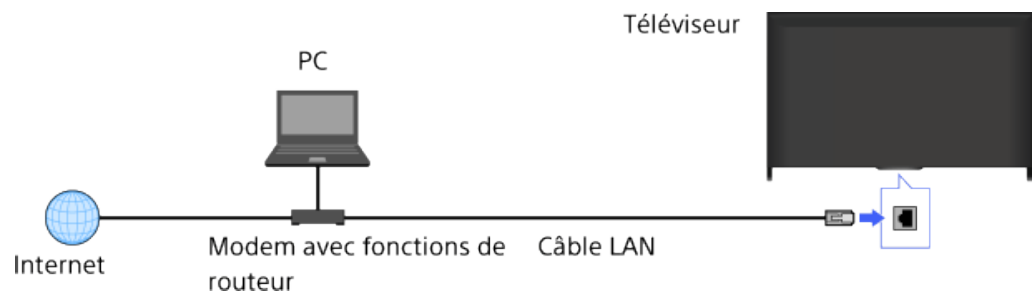 Téléviseur
PC
Internet
Modem avec fonctions de
routeur
Câble LAN